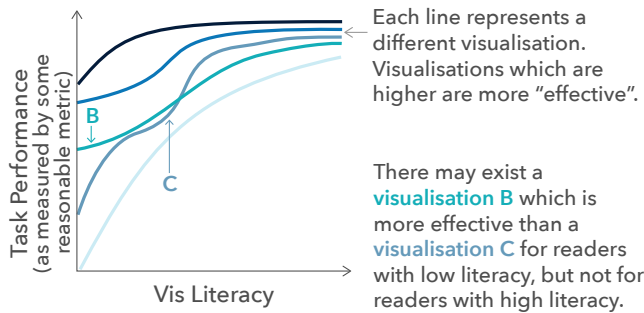 Task Performance
(as measured by some
reasonable metric)
B
C
Vis Literacy
Each line represents a
different visualisation.
Visualisations which are
higher are more “effective”.
There may exist a
visualisation B which is
more effective than a
visualisation C for readers
with low literacy, but not for
readers with high literacy.